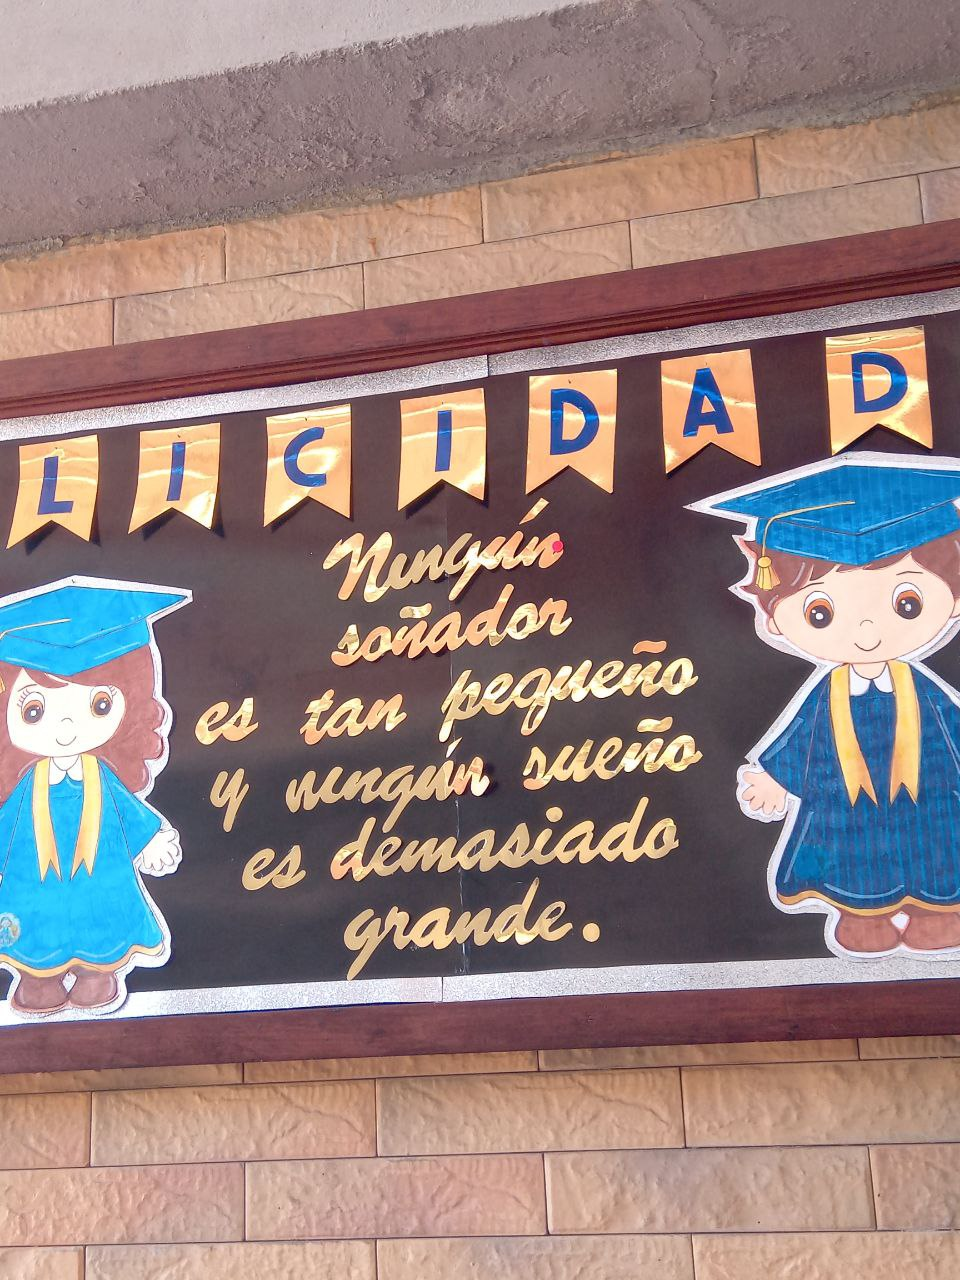 LICIDAD
Ningún
soñador
es tan pequeño
y ningún sueño
es demasiado
grande.